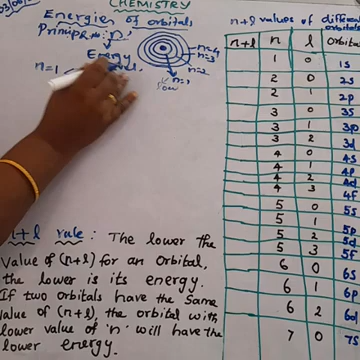 CHEMISTRY
Energies of orbitals
n=4
n=3
n=2
Energy
n=1
n+l rule : The lower the
value of (n+l) for an orbital,
the lower is its energy.
If two orbitals have the same
value of (n+l), the orbital with
lower value of 'n' will have the
lower energy.
n+l values of different
orbitals
n+l n l Orbital
1 0 1s
2 0 2s
2 1 2p
3 0 3s
3 1 3p
3 2 3d
4 0 4s
4 1 4p
4 2 4d
4 3 4f
5 0 5s
5 1 5p
5 2 5d
5 3 5f
6 0 6s
6 1 6p
6 2 6d
7 0 7s